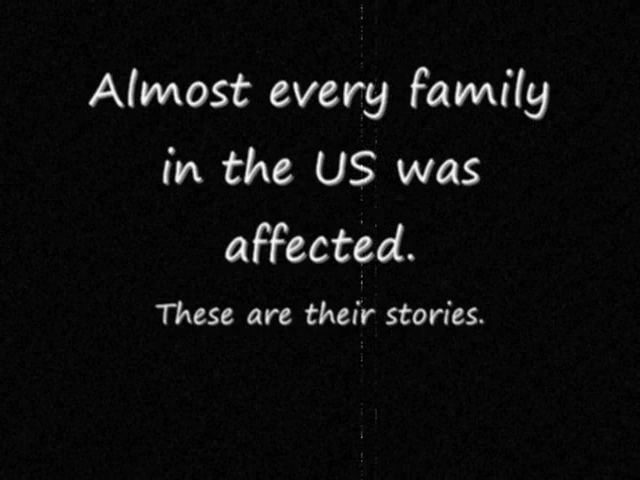 Almost every family
in the US was
affected.
These are their stories.